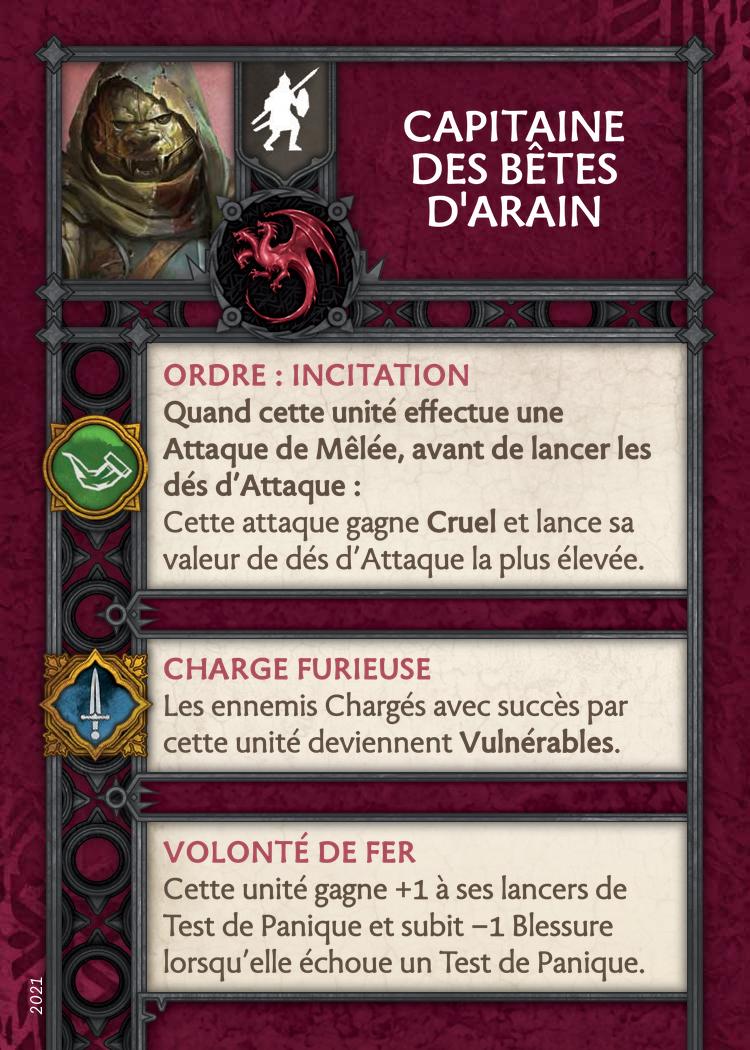 CAPITAINE
DES BÊTES
D'ARAIN
ORDRE : INCITATION
Quand cette unité effectue une
Attaque de Mêlée, avant de lancer les
dés d’Attaque :
Cette attaque gagne Cruel et lance sa
valeur de dés d’Attaque la plus élevée.
CHARGE FURIEUSE
Les ennemis Chargés avec succès par
cette unité deviennent Vulnérables.
VOLONTÉ DE FER
Cette unité gagne +1 à ses lancers de
Test de Panique et subit −1 Blessure
lorsqu’elle échoue un Test de Panique.
2021